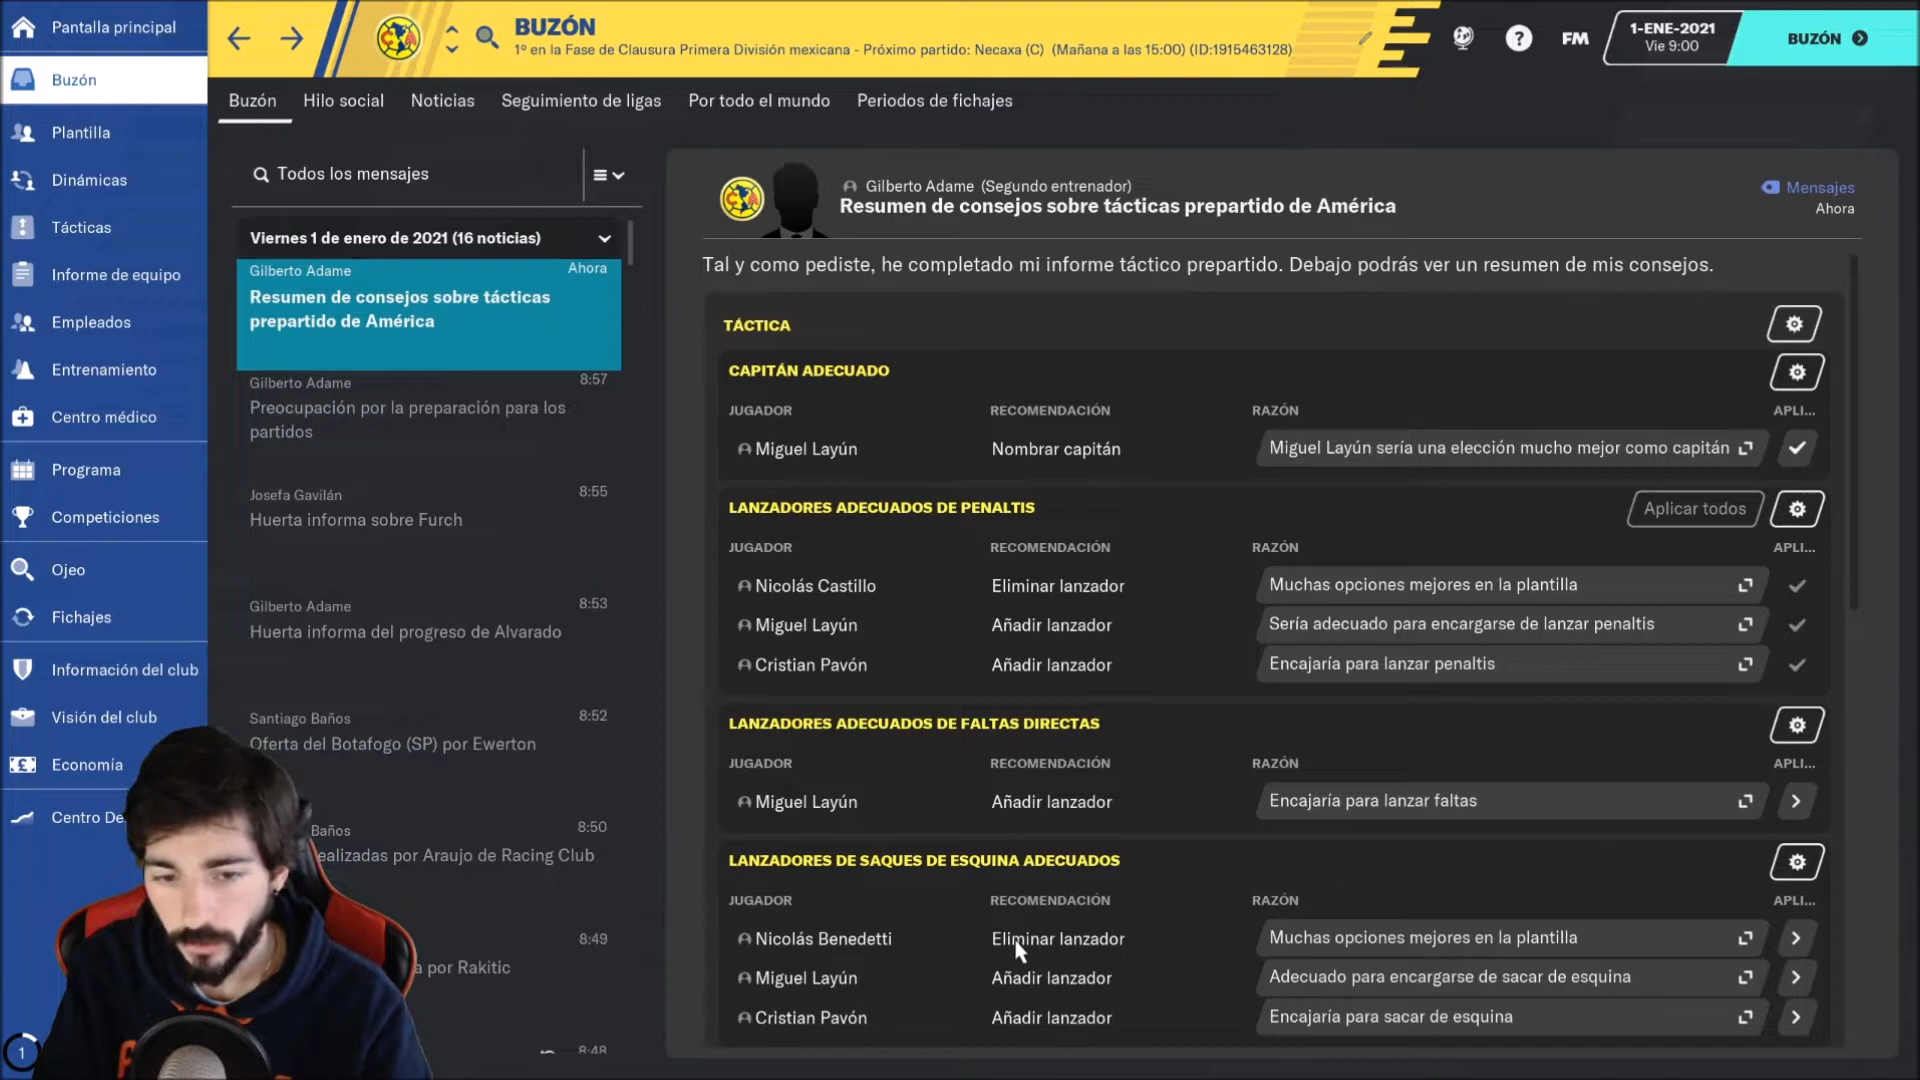 Pantalla principal
Buzón
Plantilla
Dinámicas
Tácticas
Informe de equipo
Empleados
Entrenamiento
Centro médico
Programa
Competiciones
Ojeo
Fichajes
Información del club
Visión del club
Economía
Centro De
1
BUZÓN
1º en la Fase de Clausura Primera División mexicana - Próximo partido: Necaxa (C) (Mañana a las 15:00) (ID:1915463128)
FM
1-ENE-2021
Vie 9:00
BUZÓN
Buzón Hilo social Noticias Seguimiento de ligas Por todo el mundo Periodos de fichajes
Todos los mensajes
Viernes 1 de enero de 2021 (16 noticias)
Gilberto Adame Ahora
Resumen de consejos sobre tácticas
prepartido de América
Gilberto Adame 8:57
Preocupación por la preparación para los
partidos
Josefa Gavilán 8:55
Huerta informa sobre Furch
Gilberto Adame 8:53
Huerta informa del progreso de Alvarado
Santiago Baños 8:52
Oferta del Botafogo (SP) por Ewerton
Baños 8:50
ealizadas por Araujo de Racing Club
8:49
a por Rakitic
8:48
Gilberto Adame (Segundo entrenador)
Resumen de consejos sobre tácticas prepartido de América
Mensajes
Ahora
Tal y como pediste, he completado mi informe táctico prepartido. Debajo podrás ver un resumen de mis consejos.
TÁCTICA
CAPITÁN ADECUADO
JUGADOR RECOMENDACIÓN RAZÓN APLI...
Miguel Layún Nombrar capitán Miguel Layún sería una elección mucho mejor como capitán
LANZADORES ADECUADOS DE PENALTIS Aplicar todos
JUGADOR RECOMENDACIÓN RAZÓN APLI...
Nicolás Castillo Eliminar lanzador Muchas opciones mejores en la plantilla
Miguel Layún Añadir lanzador Sería adecuado para encargarse de lanzar penaltis
Cristian Pavón Añadir lanzador Encajaría para lanzar penaltis
LANZADORES ADECUADOS DE FALTAS DIRECTAS
JUGADOR RECOMENDACIÓN RAZÓN APLI...
Miguel Layún Añadir lanzador Encajaría para lanzar faltas
LANZADORES DE SAQUES DE ESQUINA ADECUADOS
JUGADOR RECOMENDACIÓN RAZÓN APLI...
Nicolás Benedetti Eliminar lanzador Muchas opciones mejores en la plantilla
Miguel Layún Añadir lanzador Adecuado para encargarse de sacar de esquina
Cristian Pavón Añadir lanzador Encajaría para sacar de esquina